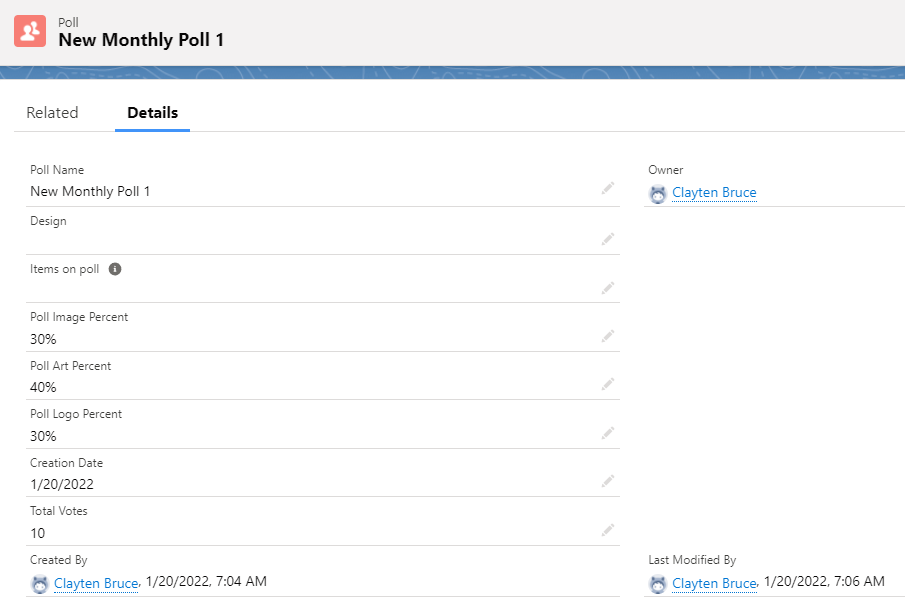 Poll
New Monthly Poll 1
Related Details
Poll Name
New Monthly Poll 1
Owner
Clayten Bruce
Design
Items on poll
Poll Image Percent
30%
Poll Art Percent
40%
Poll Logo Percent
30%
Creation Date
1/20/2022
Total Votes
10
Created By
Clayten Bruce, 1/20/2022, 7:04 AM
Last Modified By
Clayten Bruce, 1/20/2022, 7:06 AM